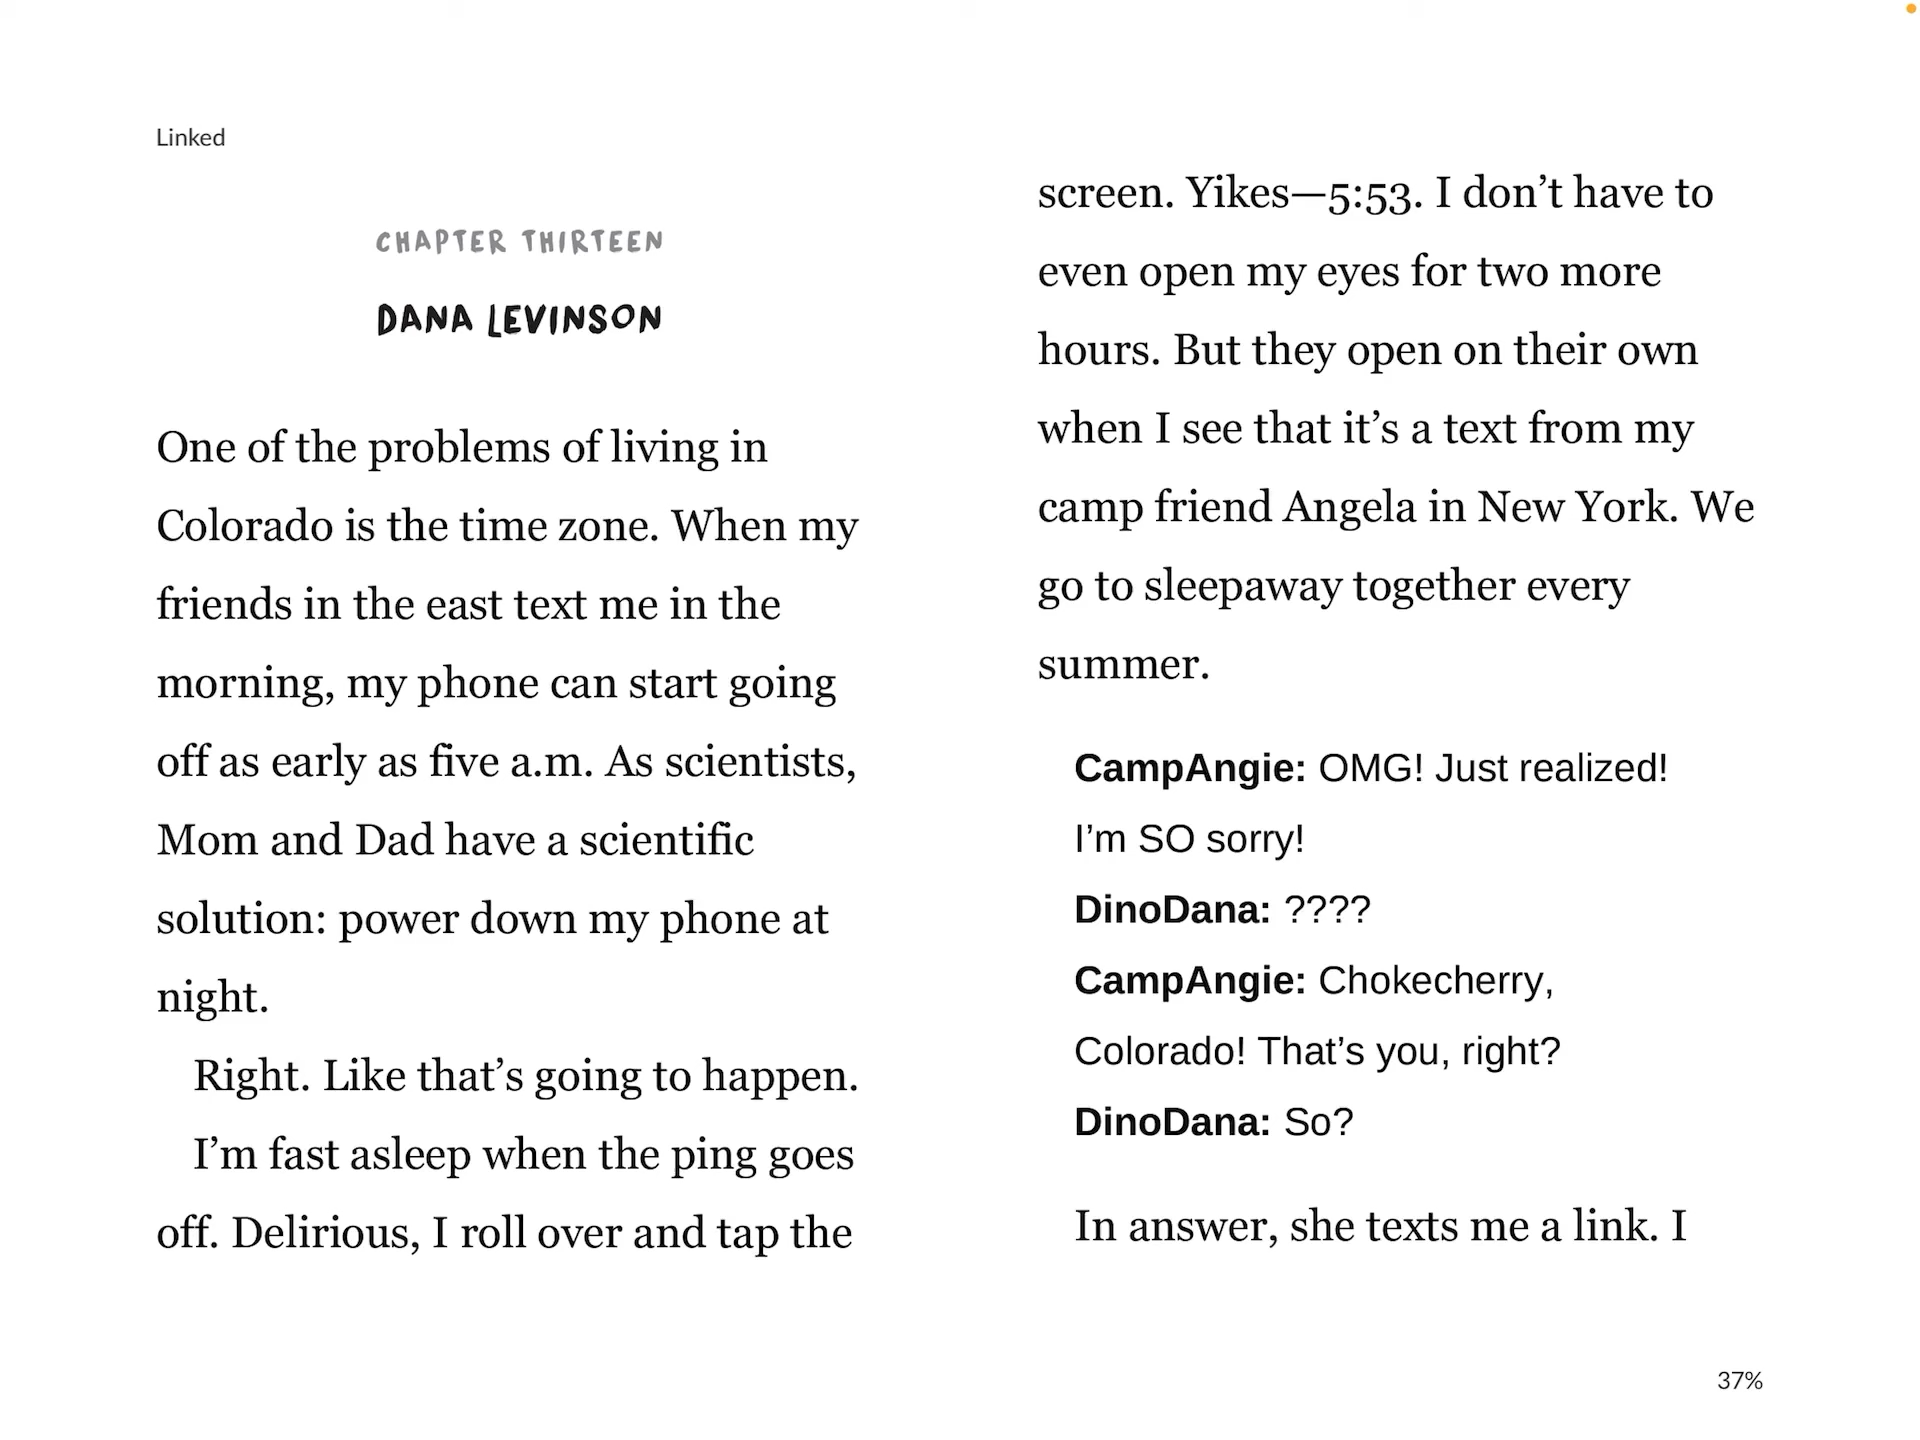 Linked
CHAPTER THIRTEEN
DANA LEVINSON
One of the problems of living in
Colorado is the time zone. When my
friends in the east text me in the
morning, my phone can start going
off as early as five a.m. As scientists,
Mom and Dad have a scientific
solution: power down my phone at
night.
Right. Like that’s going to happen.
I’m fast asleep when the ping goes
off. Delirious, I roll over and tap the
screen. Yikes—5:53. I don’t have to
even open my eyes for two more
hours. But they open on their own
when I see that it’s a text from my
camp friend Angela in New York. We
go to sleepaway together every
summer.
CampAngie: OMG! Just realized!
I’m SO sorry!
DinoDana: ????
CampAngie: Chokecherry,
Colorado! That’s you, right?
DinoDana: So?
In answer, she texts me a link. I
37%